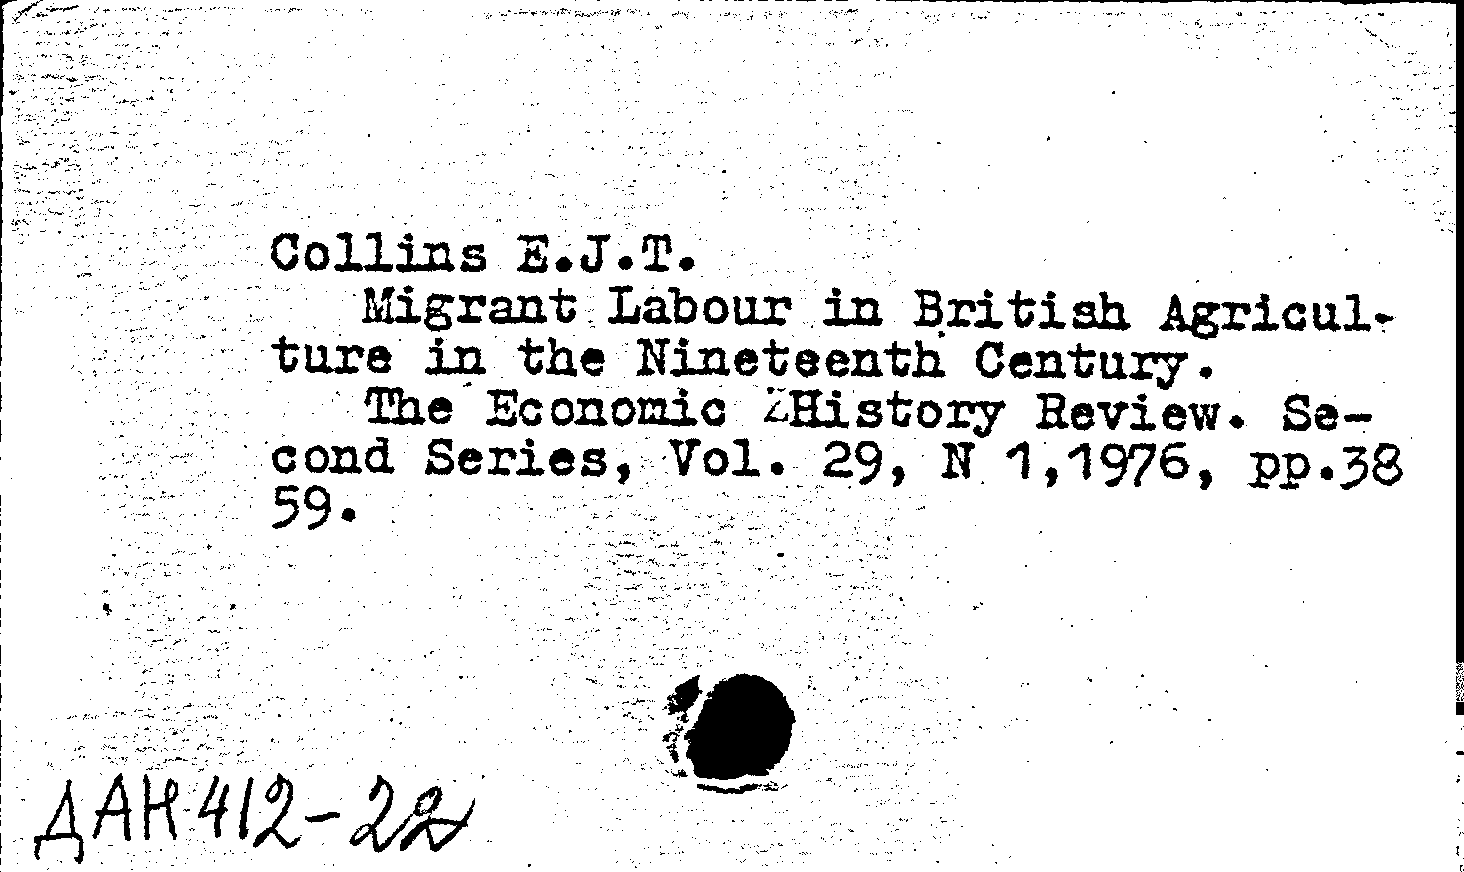 Collins E.J.T.
Migrant Labour in British Agricul-
ture in the Nineteenth Century.
The Economic ZHistory Review. Se-
cond Series, Vol. 29, N 1,1976, pp.38
59.
ДАН 412-22